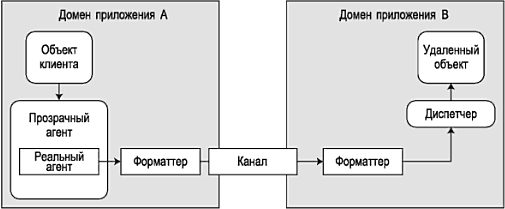 Домен приложения А
Объект
клиента
Прозрачный
агент
Реальный
агент
Форматтер
Канал
Домен приложения В
Удаленный
объект
Диспетчер
Форматтер